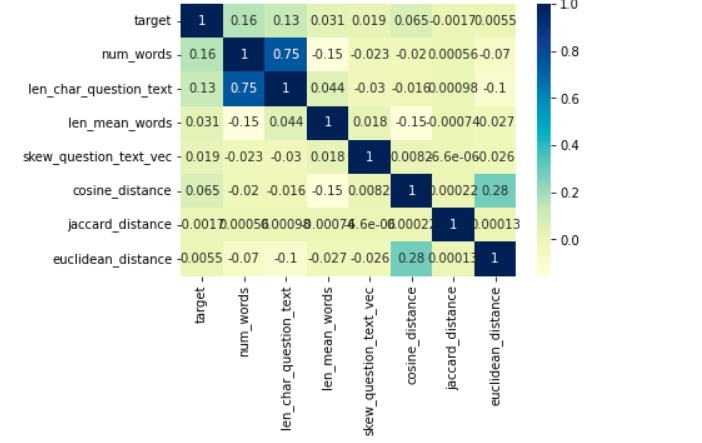 1.0
target 1 0.16 0.13 0.031 0.019 0.065 -0.0017 0.0055
0.8
num_words 0.16 1 0.75 -0.15 -0.023 -0.02 0.00056 -0.07
len_char_question_text 0.13 0.75 1 0.044 -0.03 -0.016 0.00098 -0.1
0.6
len_mean_words 0.031 -0.15 0.044 1 0.018 -0.15 -0.00074 -0.027
0.4
skew_question_text_vec 0.019 -0.023 -0.03 0.018 1 0.0082 -6.6e-06 -0.026
cosine_distance 0.065 -0.02 -0.016 -0.15 0.0082 1 0.00022 0.28
0.2
jaccard_distance -0.0017 0.00056 0.00098 -0.00074 -6.6e-06 0.00022 1 0.00013
0.0
euclidean_distance 0.0055 -0.07 -0.1 -0.027 -0.026 0.28 0.00013 1
target
num_words
len_char_question_text
len_mean_words
skew_question_text_vec
cosine_distance
jaccard_distance
euclidean_distance